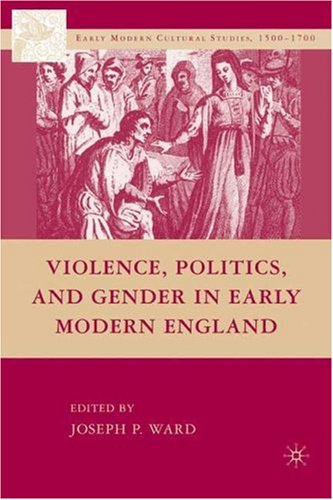 EARLY MODERN CULTURAL STUDIES, 1500–1700
VIOLENCE, POLITICS,
AND GENDER IN EARLY
MODERN ENGLAND
EDITED BY
JOSEPH P. WARD